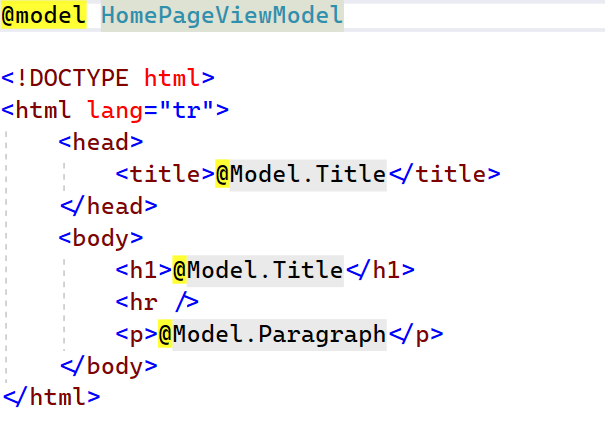 @model HomePageViewModel
<!DOCTYPE html>
<html lang="tr">
<head>
<title>@Model.Title</title>
</head>
<body>
<h1>@Model.Title</h1>
<hr />
<p>@Model.Paragraph</p>
</body>
</html>